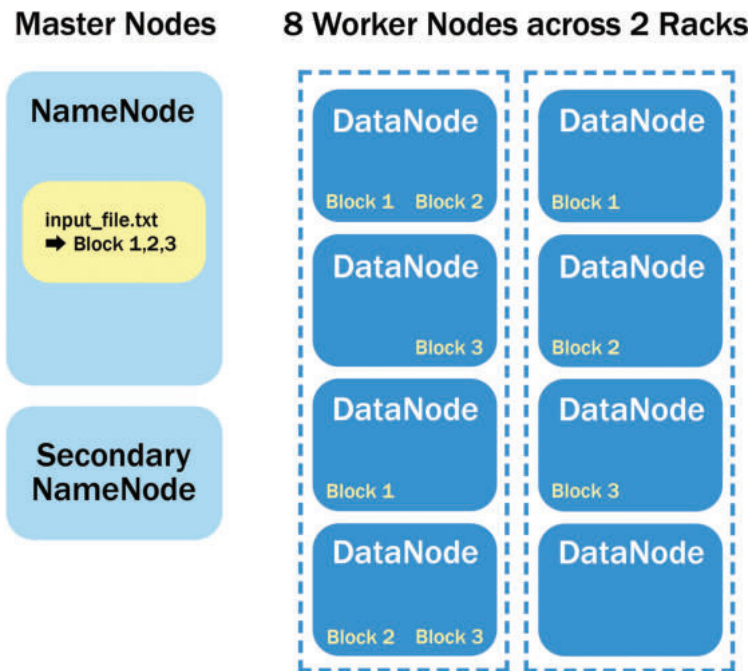 Master Nodes
8 Worker Nodes across 2 Racks
NameNode
input_file.txt
➡ Block 1,2,3
Secondary
NameNode
DataNode
Block 1 Block 2
DataNode
Block 3
DataNode
Block 1
DataNode
Block 2 Block 3
DataNode
Block 1
DataNode
Block 2
DataNode
Block 3
DataNode